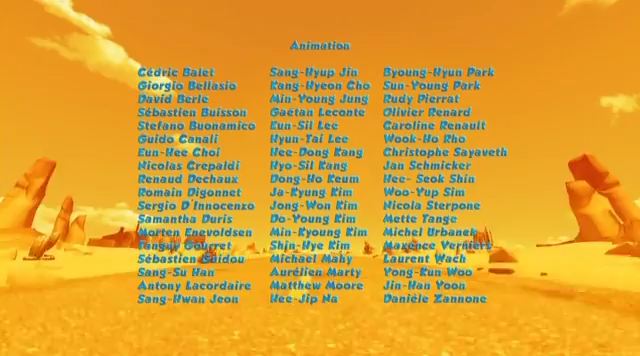 Animation
Cédric Balet Sang-Hyup Jin Byoung-Hyun Park
Giorgio Bellasio Kang-Hyeon Cho Sun-Young Park
David Berle Min-Young Jung Rudy Pierrat
Sébastien Buisson Gaëtan Leconte Olivier Renard
Stefano Buonamico Eun-Sil Lee Caroline Renault
Guido Canali Hyun-Tai Lee Wook-Ho Rho
Eun-Hee Choi Hee-Dong Kang Christophe Sayaveth
Nicolas Crepaldi Hyo-Sil Kang Jan Schmicker
Renaud Dechaux Dong-Ho Keum Hee- Seok Shin
Romain Digonnet Ja-Kyung Kim Woo-Yup Sim
Sergio D'Innocenzo Jong-Won Kim Nicola Sterpone
Samantha Duris Do-Young Kim Mette Tange
Morten Enevoldsen Min-Kyoung Kim Michel Urbanek
Tanguy Gourret Shin-Hye Kim Maxence Verniers
Sébastien Guidou Michael Mahy Laurent Wach
Sang-Su Han Aurélien Marty Yong-Kun Woo
Antony Lacordaire Matthew Moore Jin-Han Yoon
Sang-Hwan Jeon Hee-Jip Na Danièle Zannone